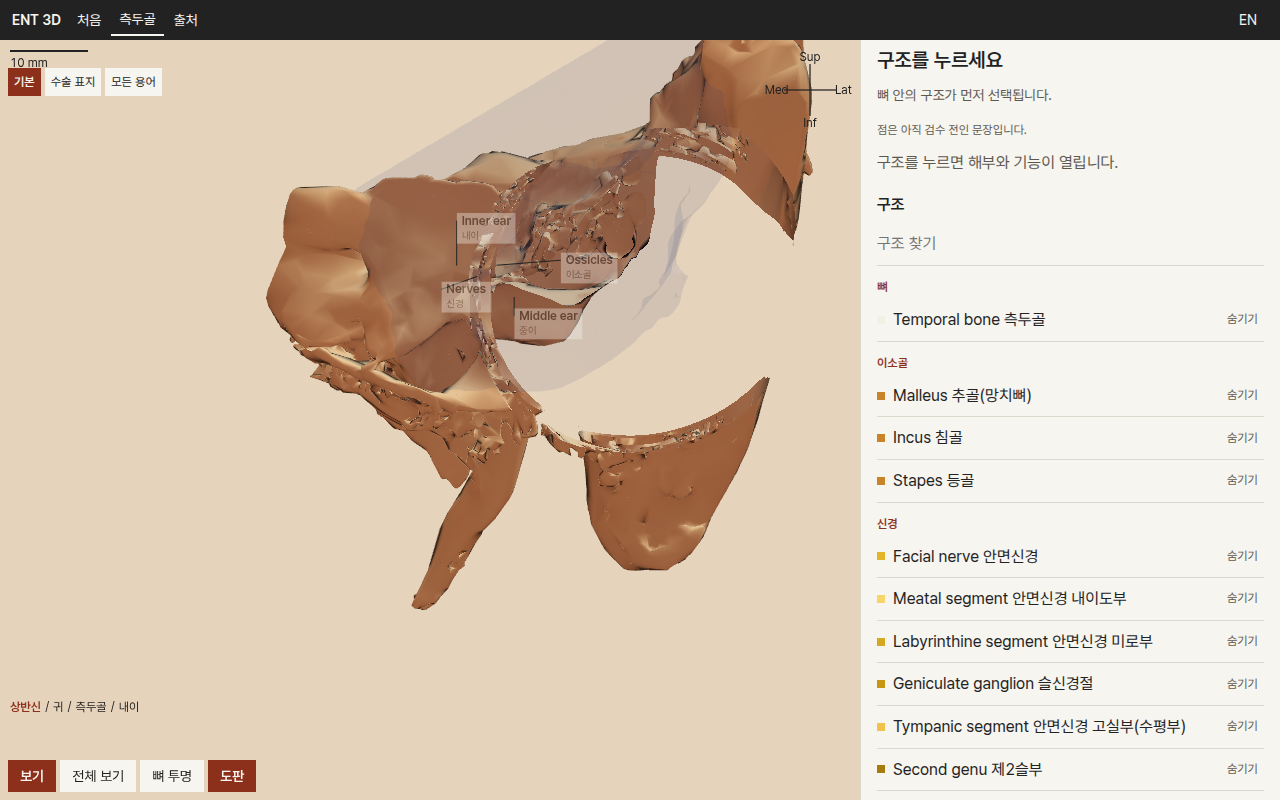 ENT 3D 처음 측두골 출처 EN
10 mm
기본 수술 표지 모든 용어
Sup
Med Lat
Inf
Inner ear
내이
Ossicles
이소골
Nerves
신경
Middle ear
중이
상반신 / 귀 / 측두골 / 내이
보기 전체 보기 뼈 투명 도판
구조를 누르세요
뼈 안의 구조가 먼저 선택됩니다.
점은 아직 검수 전인 문장입니다.
구조를 누르면 해부와 기능이 열립니다.
구조
구조 찾기
뼈
Temporal bone 측두골 숨기기
이소골
Malleus 추골(망치뼈) 숨기기
Incus 침골 숨기기
Stapes 등골 숨기기
신경
Facial nerve 안면신경 숨기기
Meatal segment 안면신경 내이도부 숨기기
Labyrinthine segment 안면신경 미로부 숨기기
Geniculate ganglion 슬신경절 숨기기
Tympanic segment 안면신경 고실부(수평부) 숨기기
Second genu 제2슬부 숨기기